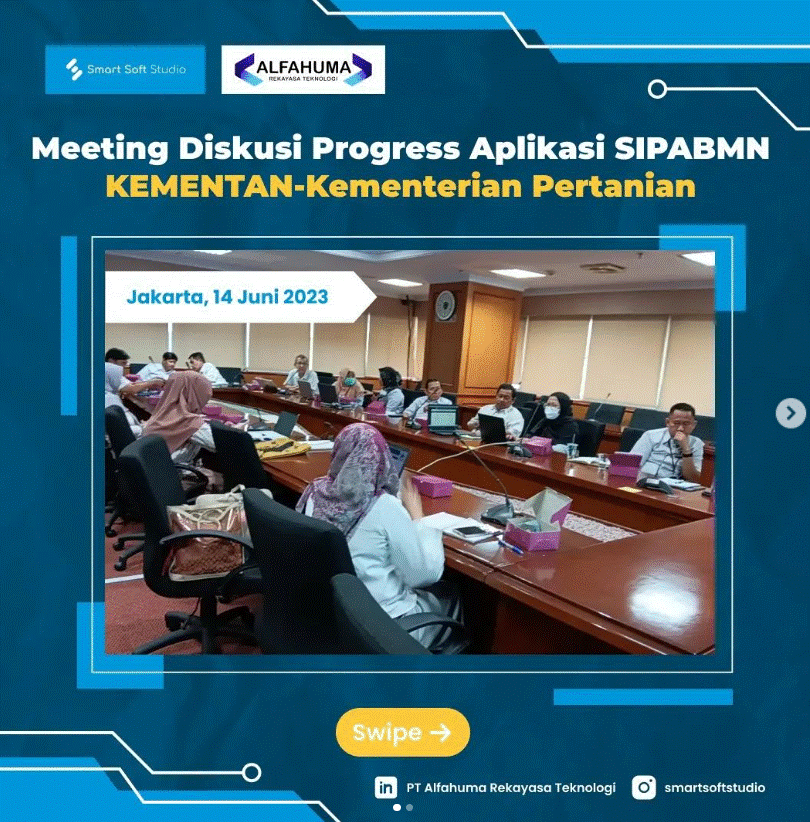 Smart Soft Studio
ALFAHUMA
REKAYASA TEKNOLOGI
Meeting Diskusi Progress Aplikasi SIPABMN
KEMENTAN-Kementerian Pertanian
Jakarta, 14 Juni 2023
Swipe
PT Alfahuma Rekayasa Teknologi
smartsoftstudio